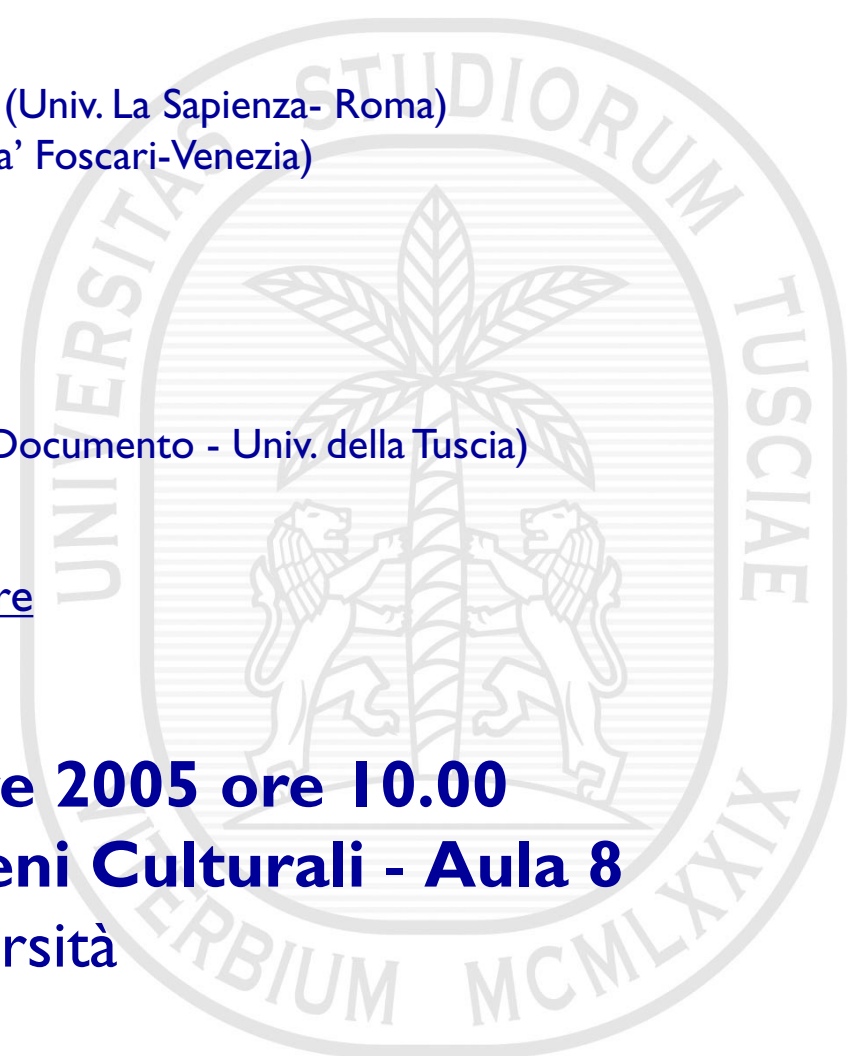 (Univ. La Sapienza- Roma)
a’ Foscari-Venezia)
Documento - Univ. della Tuscia)
re
e 2005 ore 10.00
eni Culturali - Aula 8
rsità
UNIVERSITAS STUDIORUM TUSCIAE
VITERBIUM MCMLXXIX